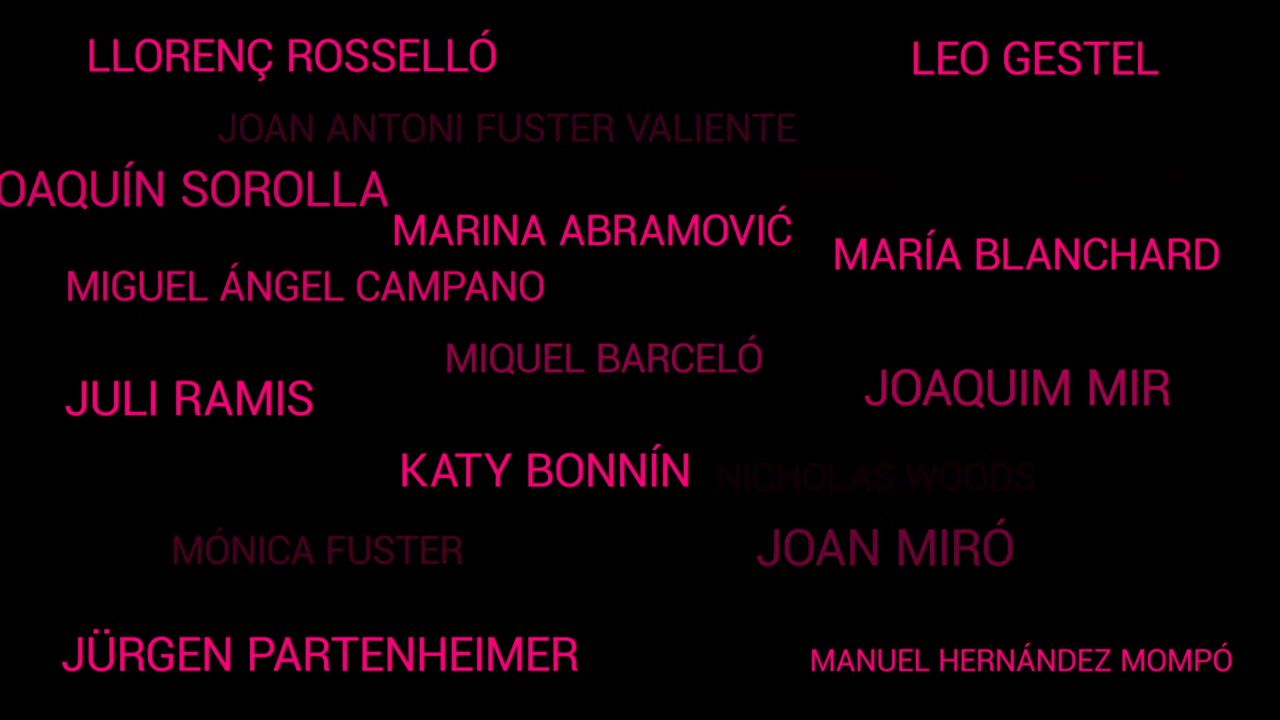 LLORENÇ ROSSELLÓ
LEO GESTEL
JOAN ANTONI FUSTER VALIENTE
OAQUÍN SOROLLA
MARINA ABRAMOVIĆ
MARÍA BLANCHARD
MIGUEL ÁNGEL CAMPANO
MIQUEL BARCELÓ
JOAQUIM MIR
JULI RAMIS
KATY BONNÍN
NICHOLAS WOODS
MÓNICA FUSTER
JOAN MIRÓ
JÜRGEN PARTENHEIMER
MANUEL HERNÁNDEZ MOMPÓ